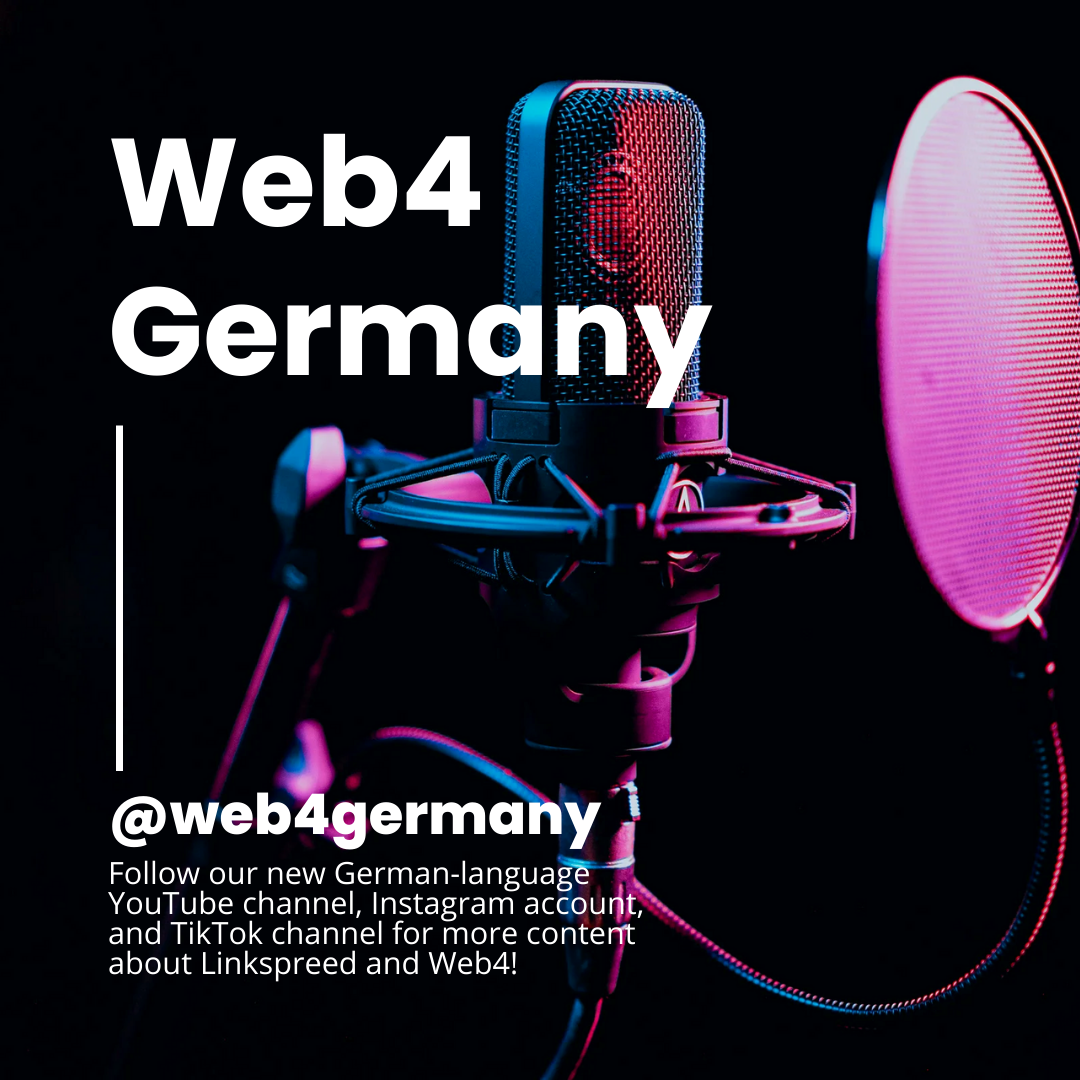 Web4
Germany
@web4germany
Follow our new German-language
YouTube channel, Instagram account,
and TikTok channel for more content
about Linkspreed and Web4!